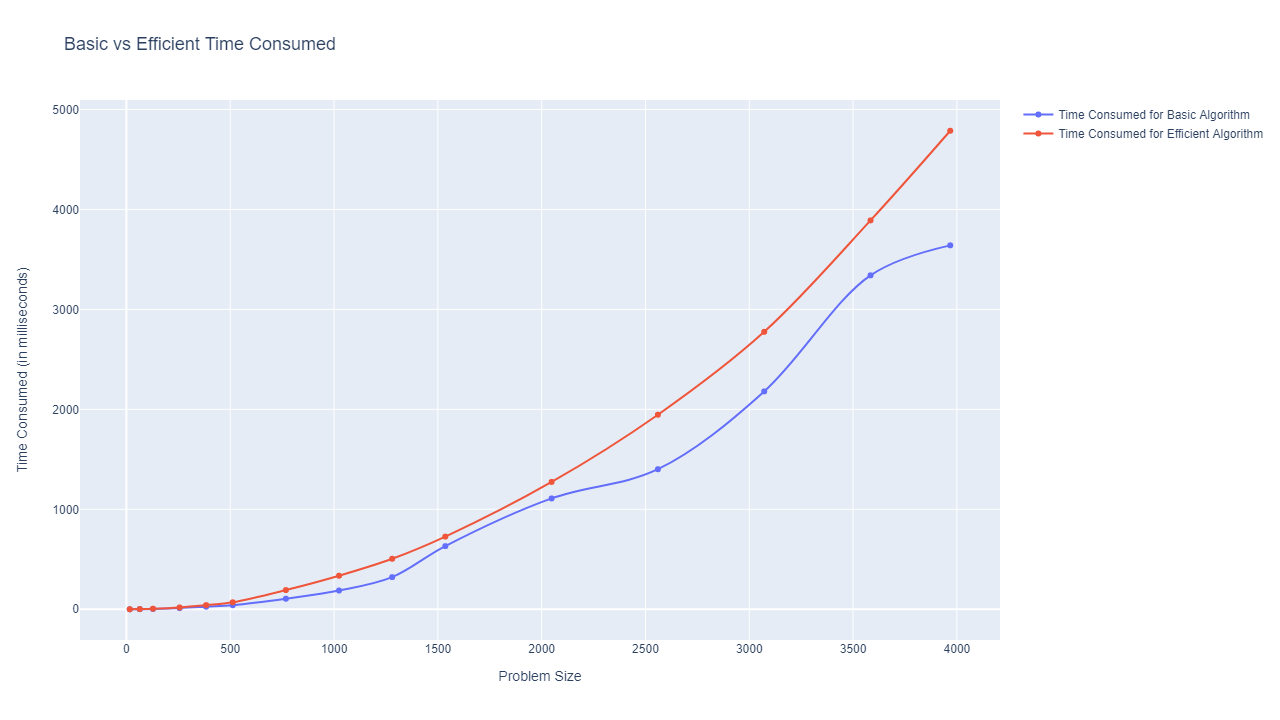 Basic vs Efficient Time Consumed
Time Consumed for Basic Algorithm
Time Consumed for Efficient Algorithm
Time Consumed (in milliseconds)
5000
4000
3000
2000
1000
0
0 500 1000 1500 2000 2500 3000 3500 4000
Problem Size